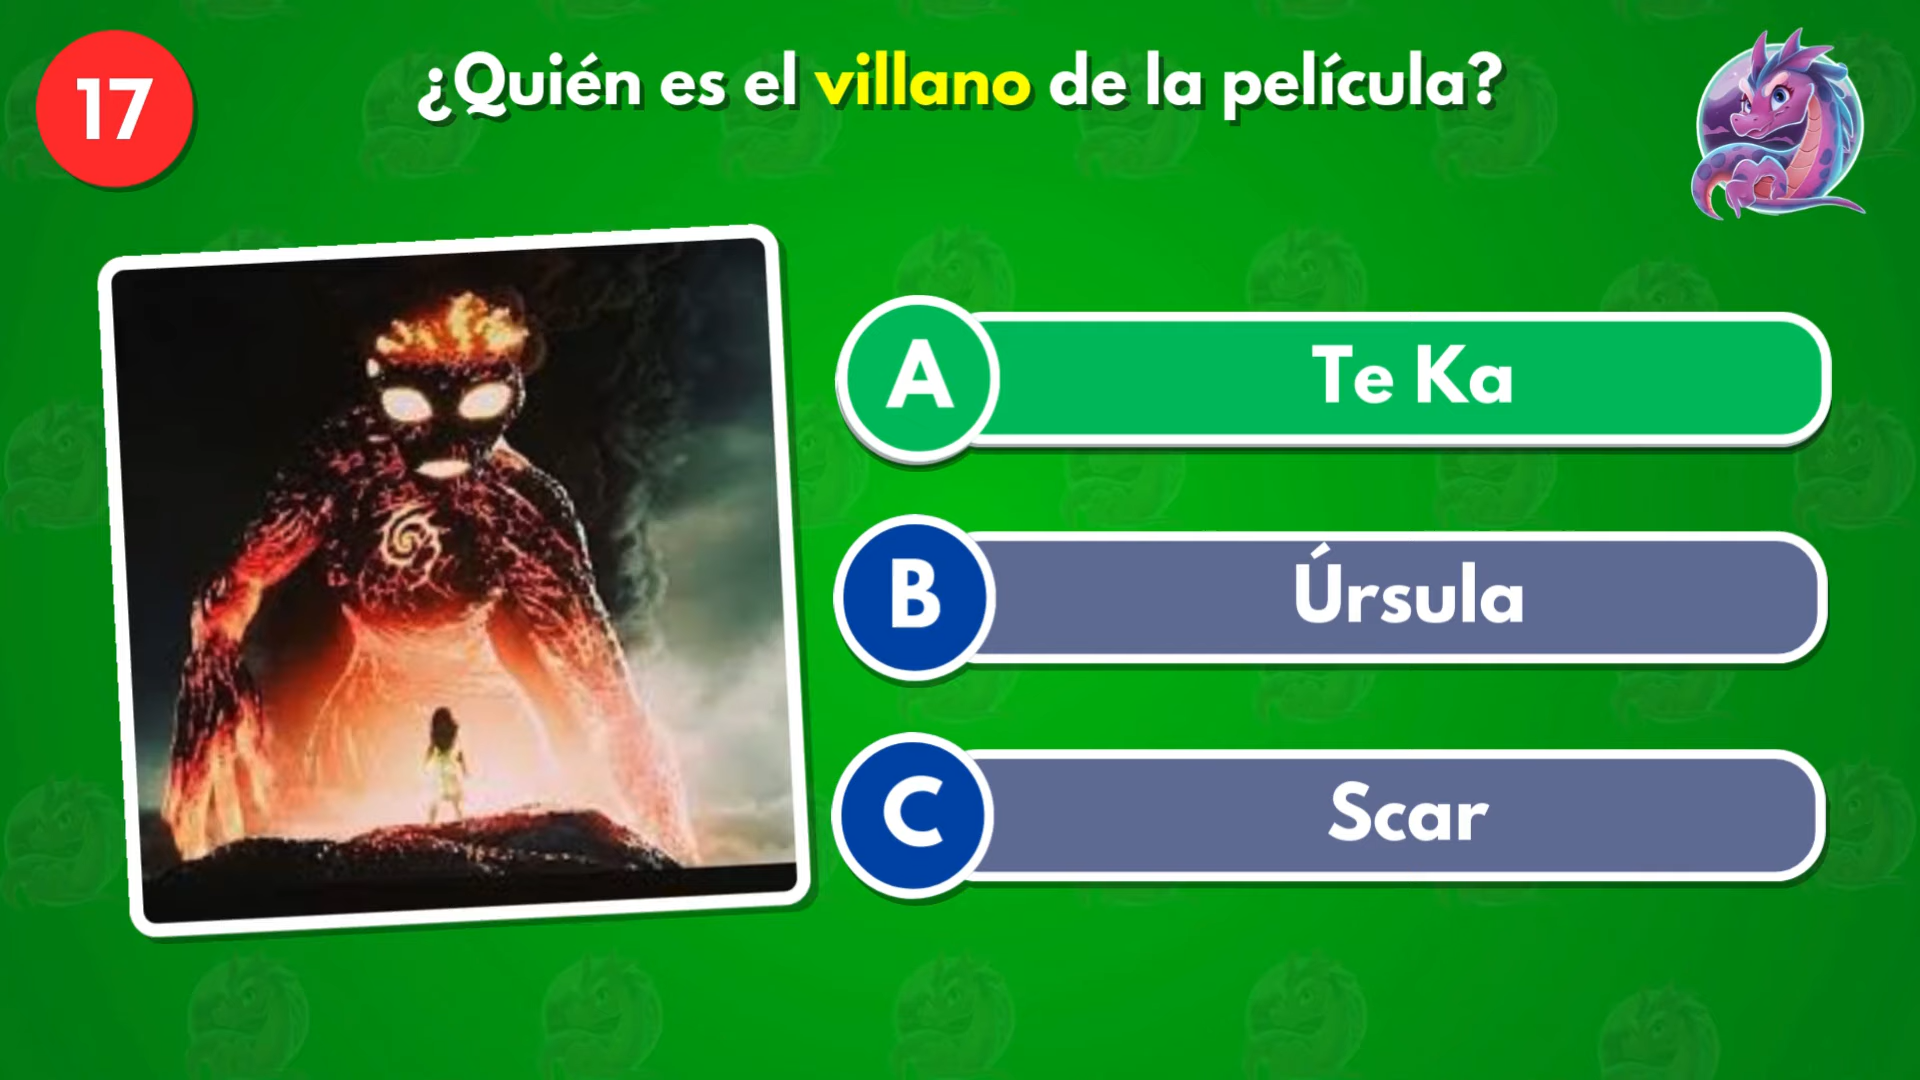 17
¿Quién es el villano de la película?
A
Te Ka
B
Úrsula
C
Scar